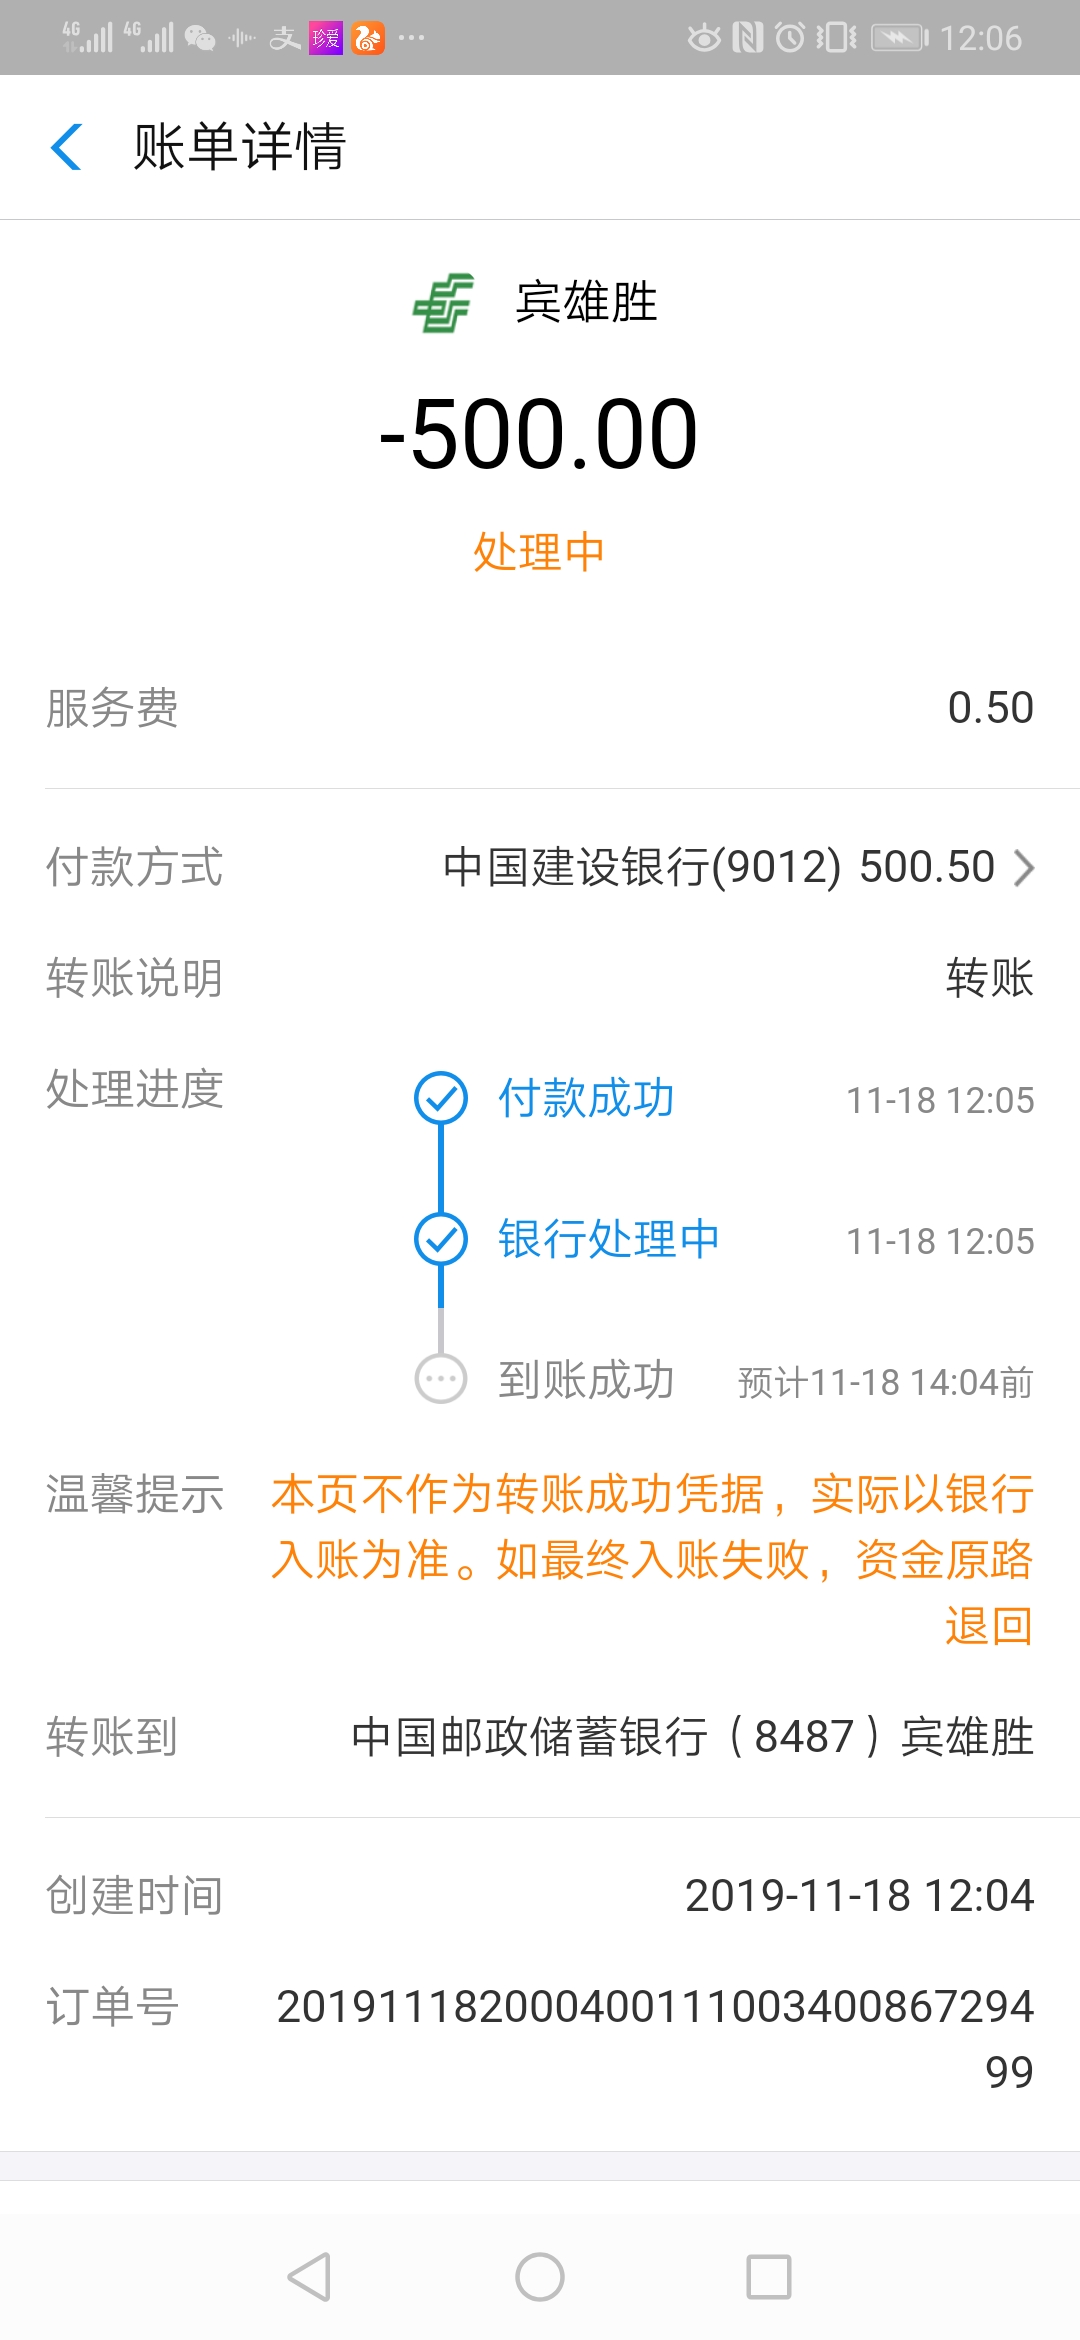 4G 4G 支 珍爱 12:06
账单详情
宾雄胜
-500.00
处理中
服务费 0.50
付款方式 中国建设银行(9012) 500.50
转账说明 转账
处理进度 付款成功 11-18 12:05
银行处理中 11-18 12:05
到账成功 预计11-18 14:04前
温馨提示 本页不作为转账成功凭据，实际以银行
入账为准。如最终入账失败，资金原路
退回
转账到 中国邮政储蓄银行（8487）宾雄胜
创建时间 2019-11-18 12:04
订单号 201911182000400111003400867294
99